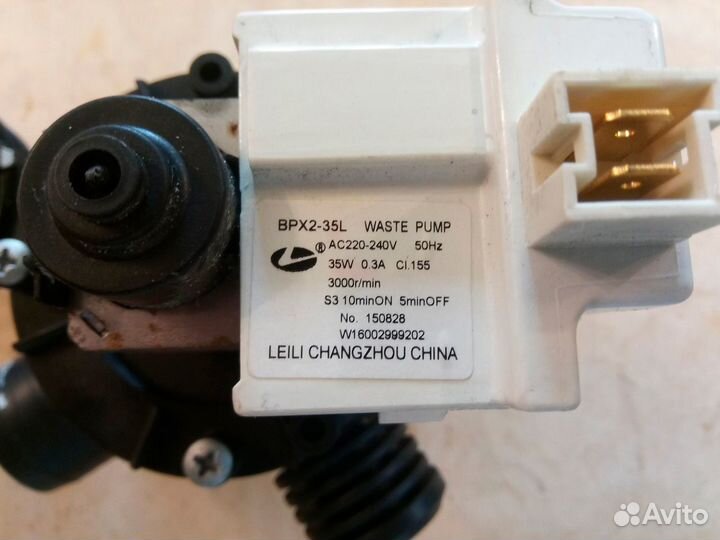 BPX2-35L WASTE PUMP
® AC220-240V 50Hz
35W 0.3A Cl.155
3000r/min
S3 10minON 5minOFF
No. 150828
W16002999202
LEILI CHANGZHOU CHINA
Avito